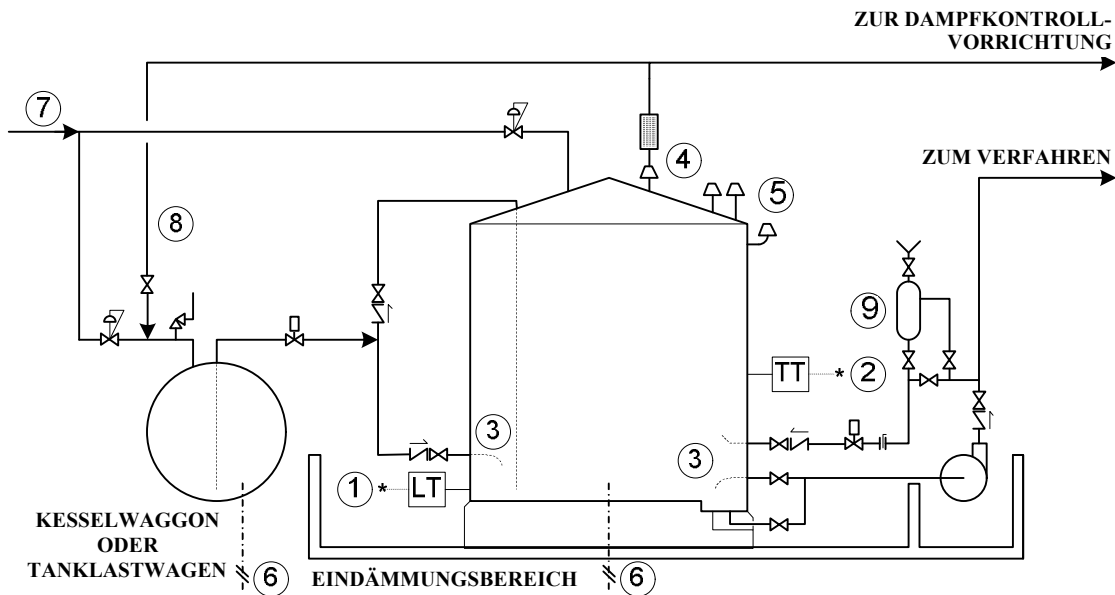 ZUR DAMPFKONTROLL-
VORRICHTUNG
7
4
ZUM VERFAHREN
5
8
9
TT * 2
3
3
1 * LT
KESSELWAGGON
ODER
TANKLASTWAGEN
6
EINDÄMMUNGSBEREICH
6